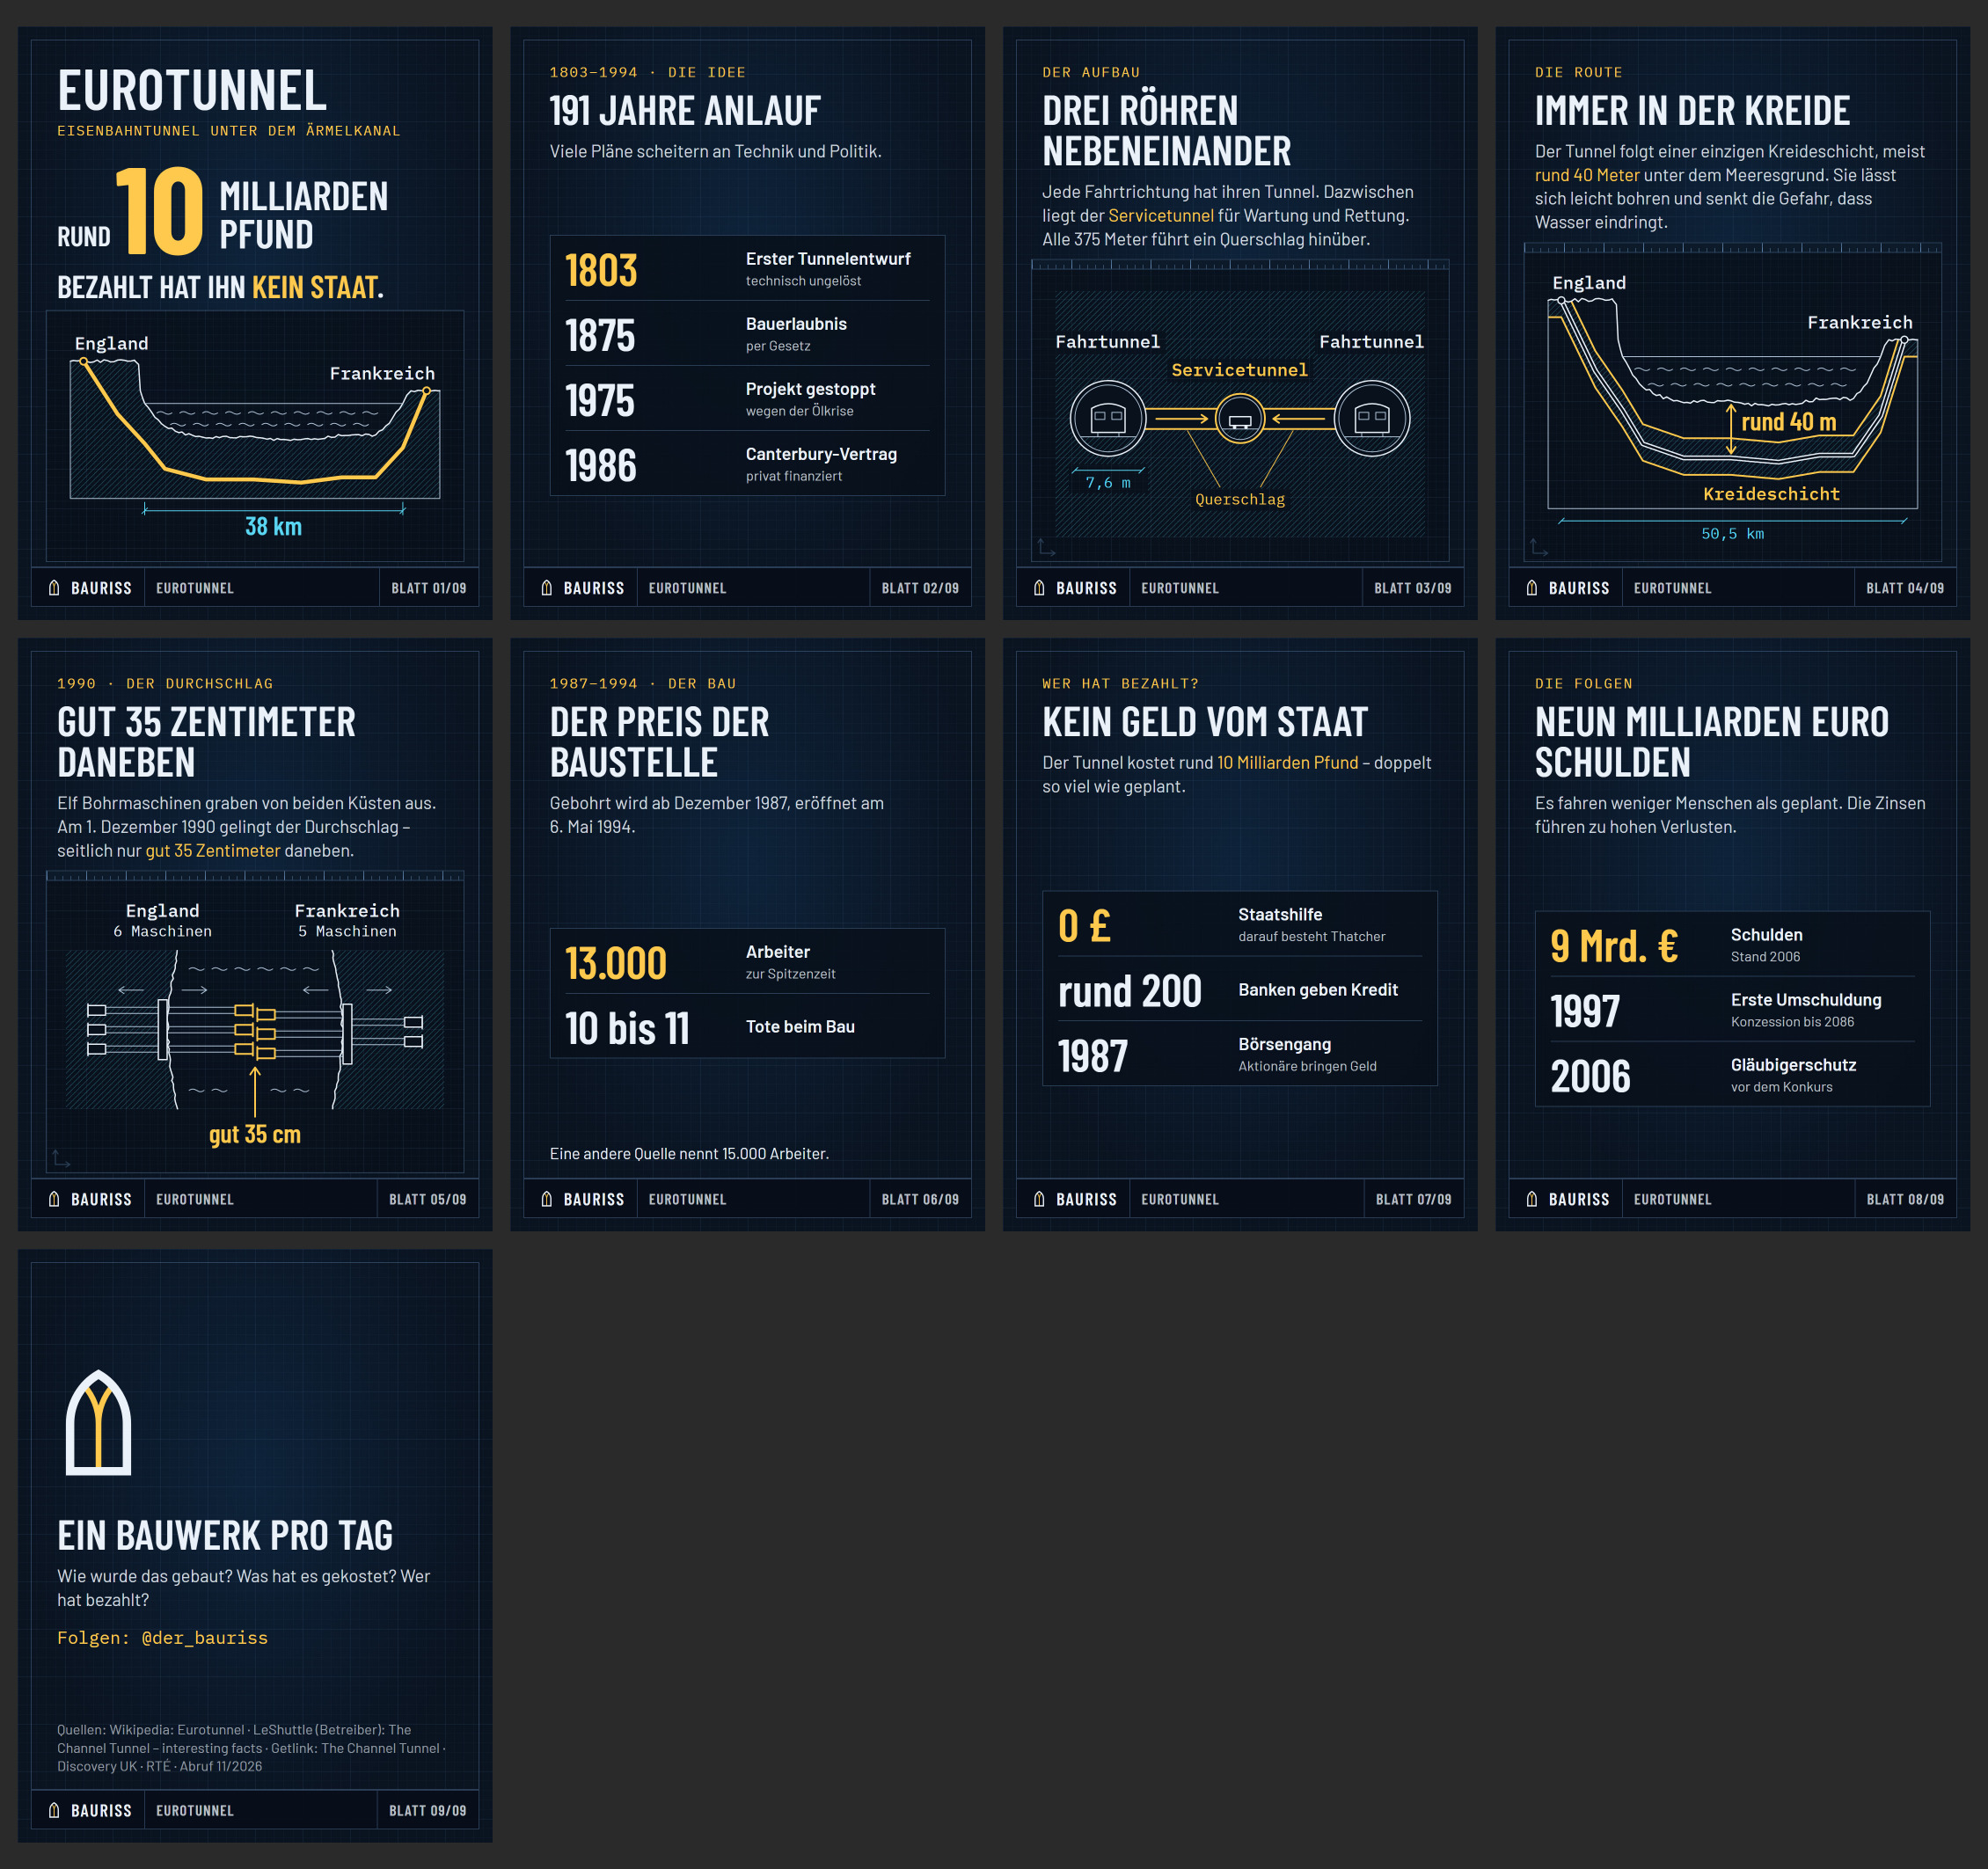 EUROTUNNEL
EISENBAHNTUNNEL UNTER DEM ÄRMELKANAL
RUND 10 MILLIARDEN
PFUND
BEZAHLT HAT IHN KEIN STAAT.
England
Frankreich
38 km
BAURISS EUROTUNNEL BLATT 01/09
1803–1994 · DIE IDEE
191 JAHRE ANLAUF
Viele Pläne scheitern an Technik und Politik.
1803 Erster Tunnelentwurf
technisch ungelöst
1875 Bauerlaubnis
per Gesetz
1975 Projekt gestoppt
wegen der Ölkrise
1986 Canterbury-Vertrag
privat finanziert
BAURISS EUROTUNNEL BLATT 02/09
DER AUFBAU
DREI RÖHREN
NEBENEINANDER
Jede Fahrtrichtung hat ihren Tunnel. Dazwischen
liegt der Servicetunnel für Wartung und Rettung.
Alle 375 Meter führt ein Querschlag hinüber.
Fahrtunnel Fahrtunnel
Servicetunnel
7,6 m
Querschlag
BAURISS EUROTUNNEL BLATT 03/09
DIE ROUTE
IMMER IN DER KREIDE
Der Tunnel folgt einer einzigen Kreideschicht, meist
rund 40 Meter unter dem Meeresgrund. Sie lässt
sich leicht bohren und senkt die Gefahr, dass
Wasser eindringt.
England
Frankreich
rund 40 m
Kreideschicht
50,5 km
BAURISS EUROTUNNEL BLATT 04/09
1990 · DER DURCHSCHLAG
GUT 35 ZENTIMETER
DANEBEN
Elf Bohrmaschinen graben von beiden Küsten aus.
Am 1. Dezember 1990 gelingt der Durchschlag –
seitlich nur gut 35 Zentimeter daneben.
England Frankreich
6 Maschinen 5 Maschinen
gut 35 cm
BAURISS EUROTUNNEL BLATT 05/09
1987–1994 · DER BAU
DER PREIS DER
BAUSTELLE
Gebohrt wird ab Dezember 1987, eröffnet am
6. Mai 1994.
13.000 Arbeiter
zur Spitzenzeit
10 bis 11 Tote beim Bau
Eine andere Quelle nennt 15.000 Arbeiter.
BAURISS EUROTUNNEL BLATT 06/09
WER HAT BEZAHLT?
KEIN GELD VOM STAAT
Der Tunnel kostet rund 10 Milliarden Pfund – doppelt
so viel wie geplant.
0 £ Staatshilfe
darauf besteht Thatcher
rund 200 Banken geben Kredit
1987 Börsengang
Aktionäre bringen Geld
BAURISS EUROTUNNEL BLATT 07/09
DIE FOLGEN
NEUN MILLIARDEN EURO
SCHULDEN
Es fahren weniger Menschen als geplant. Die Zinsen
führen zu hohen Verlusten.
9 Mrd. € Schulden
Stand 2006
1997 Erste Umschuldung
Konzession bis 2086
2006 Gläubigerschutz
vor dem Konkurs
BAURISS EUROTUNNEL BLATT 08/09
EIN BAUWERK PRO TAG
Wie wurde das gebaut? Was hat es gekostet? Wer
hat bezahlt?
Folgen: @der_bauriss
Quellen: Wikipedia: Eurotunnel · LeShuttle (Betreiber): The
Channel Tunnel – interesting facts · Getlink: The Channel Tunnel ·
Discovery UK · RTÉ · Abruf 11/2026
BAURISS EUROTUNNEL BLATT 09/09